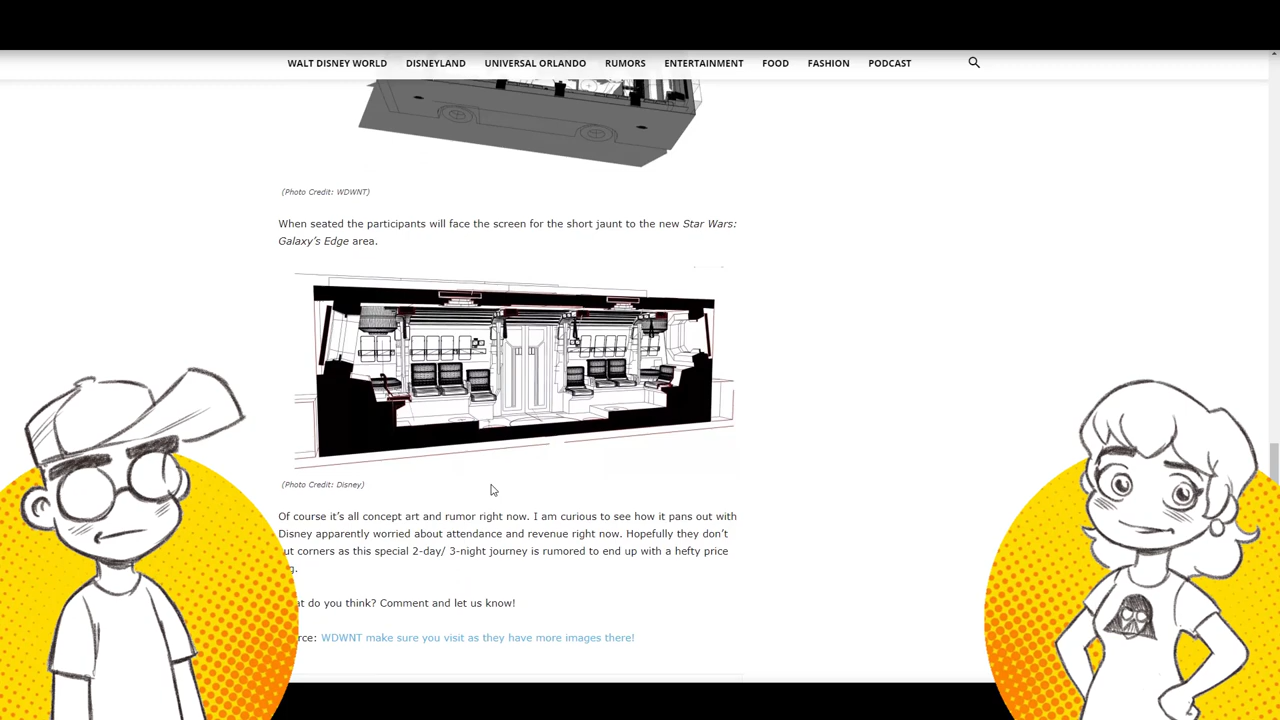 WALT DISNEY WORLD DISNEYLAND UNIVERSAL ORLANDO RUMORS ENTERTAINMENT FOOD FASHION PODCAST
(Photo Credit: WDWNT)
When seated the participants will face the screen for the short jaunt to the new Star Wars:
Galaxy's Edge area.
(Photo Credit: Disney)
Of course it's all concept art and rumor right now. I am curious to see how it pans out with
Disney apparently worried about attendance and revenue right now. Hopefully they don't
corners as this special 2-day/ 3-night journey is rumored to end up with a hefty price
do you think? Comment and let us know!
WDWNT make sure you visit as they have more images there!